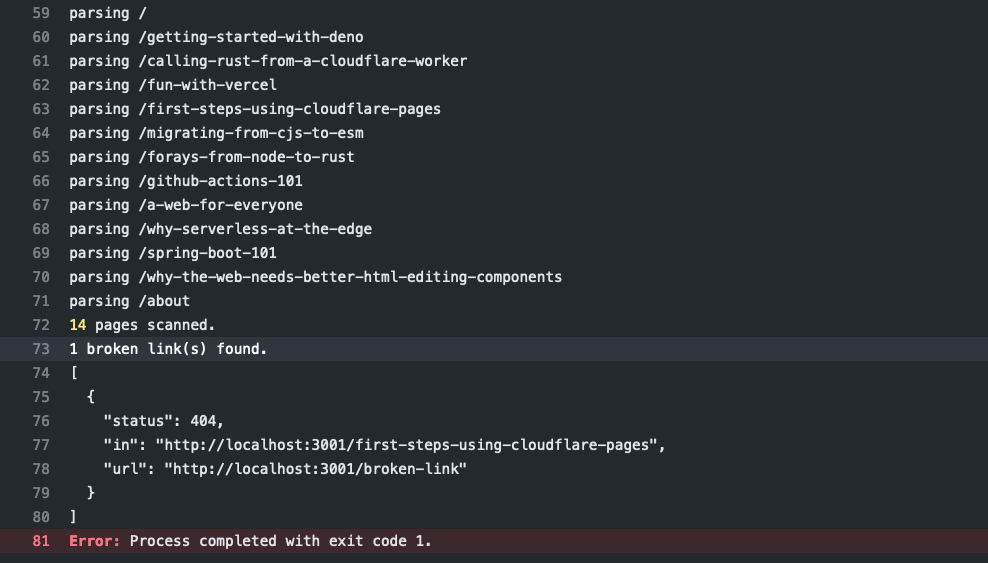 59 parsing /
60 parsing /getting-started-with-deno
61 parsing /calling-rust-from-a-cloudflare-worker
62 parsing /fun-with-vercel
63 parsing /first-steps-using-cloudflare-pages
64 parsing /migrating-from-cjs-to-esm
65 parsing /forays-from-node-to-rust
66 parsing /github-actions-101
67 parsing /a-web-for-everyone
68 parsing /why-serverless-at-the-edge
69 parsing /spring-boot-101
70 parsing /why-the-web-needs-better-html-editing-components
71 parsing /about
72 14 pages scanned.
73 1 broken link(s) found.
74 [
75   {
76     "status": 404,
77     "in": "http://localhost:3001/first-steps-using-cloudflare-pages",
78     "url": "http://localhost:3001/broken-link"
79   }
80 ]
81 Error: Process completed with exit code 1.